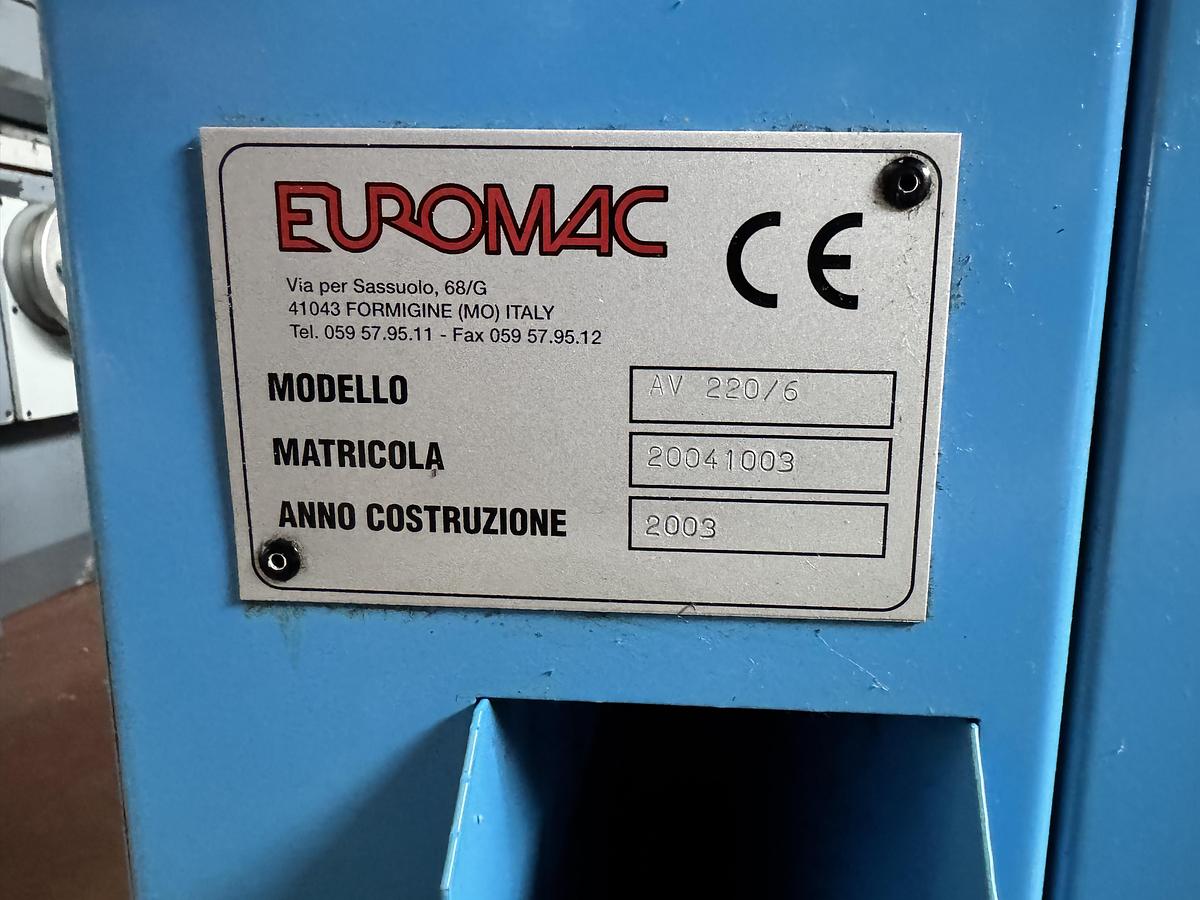 EUROMAC
CE
Via per Sassuolo, 68/G
41043 FORMIGINE (MO) ITALY
Tel. 059 57.95.11 - Fax 059 57.95.12
MODELLO AV 220/6
MATRICOLA 20041003
ANNO COSTRUZIONE 2003